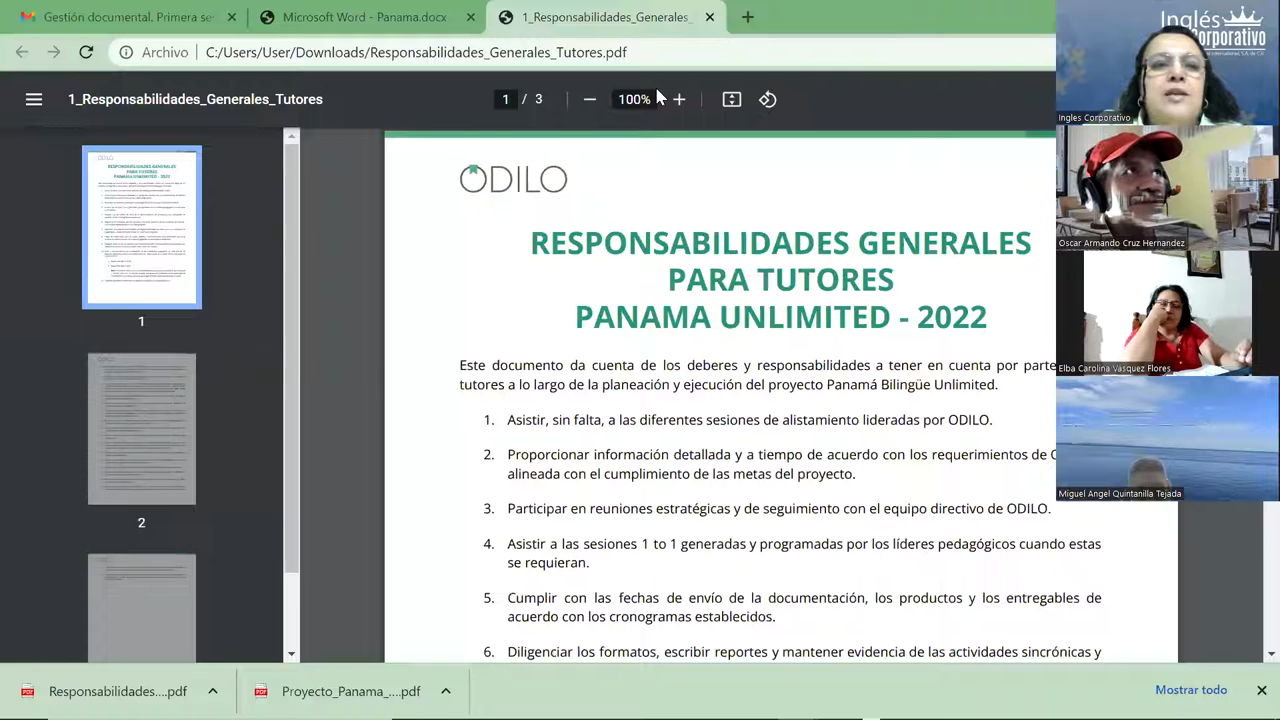 Gestión documental. Primera se
Microsoft Word - Panama.docx
1_Responsabilidades_Generales_
Archivo
C:/Users/User/Downloads/Responsabilidades_Generales_Tutores.pdf
1_Responsabilidades_Generales_Tutores
1 / 3
100%
ODILO
RESPONSABILIDADES GENERALES
PARA TUTORES
PANAMA UNLIMITED - 2022
Este documento da cuenta de los deberes y responsabilidades a tener en cuenta por parte
tutores a lo largo de la planeación y ejecución del proyecto Panamá Bilingüe Unlimited.
1. Asistir, sin falta, a las diferentes sesiones de alistamiento lideradas por ODILO.
2. Proporcionar información detallada y a tiempo de acuerdo con los requerimientos de
alineada con el cumplimiento de las metas del proyecto.
3. Participar en reuniones estratégicas y de seguimiento con el equipo directivo de ODILO.
4. Asistir a las sesiones 1 to 1 generadas y programadas por los líderes pedagógicos cuando estas
se requieran.
5. Cumplir con las fechas de envío de la documentación, los productos y los entregables de
acuerdo con los cronogramas establecidos.
6. Diligenciar los formatos, escribir reportes y mantener evidencia de las actividades sincrónicas y
1
2
Inglés
Corporativo
Ingles Corporativo
Oscar Armando Cruz Hernandez
Elba Carolina Vasquez Flores
Miguel Angel Quintanilla Tejada
Responsabilidades....pdf
Proyecto_Panama_....pdf
Mostrar todo